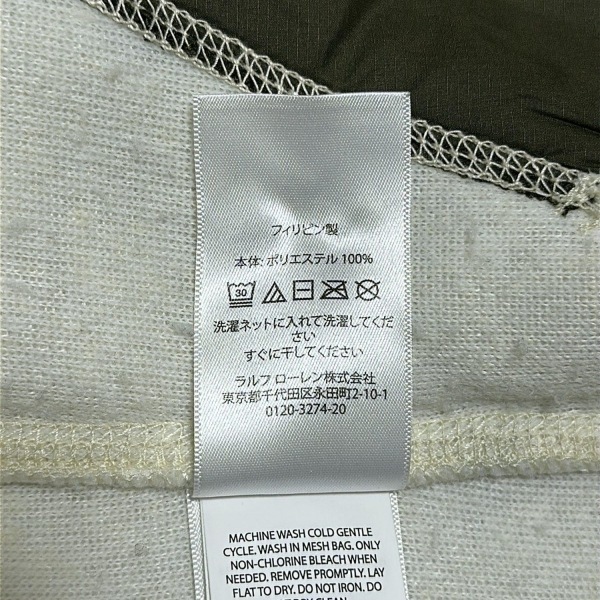 フィリピン製
本体: ポリエステル 100%
30
洗濯ネットに入れて洗濯してくだ
さい
すぐに干してください
ラルフ ローレン株式会社
東京都千代田区永田町2-10-1
0120-3274-20
MACHINE WASH COLD GENTLE
CYCLE. WASH IN MESH BAG. ONLY
NON-CHLORINE BLEACH WHEN
NEEDED. REMOVE PROMPTLY. LAY
FLAT TO DRY. DO NOT IRON. DO
DRY CLEAN